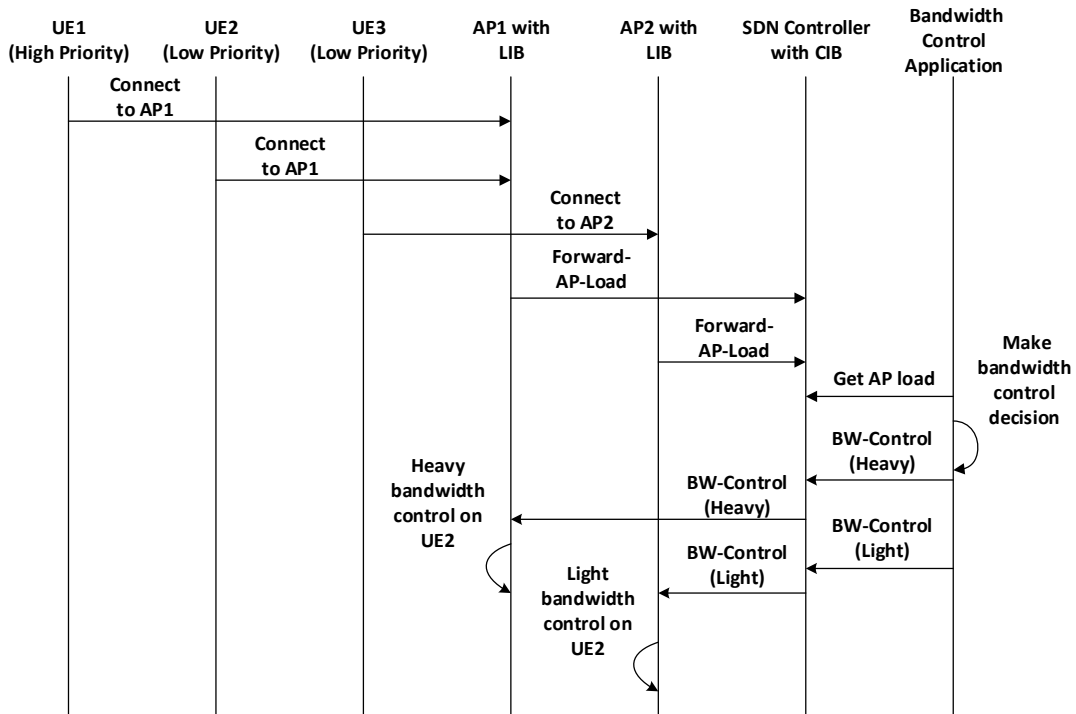 UE1
(High Priority)
UE2
(Low Priority)
UE3
(Low Priority)
AP1 with
LIB
AP2 with
LIB
SDN Controller
with CIB
Bandwidth
Control
Application
Connect
to AP1
Connect
to AP1
Connect
to AP2
Forward-
AP-Load
Forward-
AP-Load
Get AP load
Make
bandwidth
control
decision
BW-Control
(Heavy)
BW-Control
(Heavy)
Heavy
bandwidth
control on
UE2
BW-Control
(Light)
BW-Control
(Light)
Light
bandwidth
control on
UE2